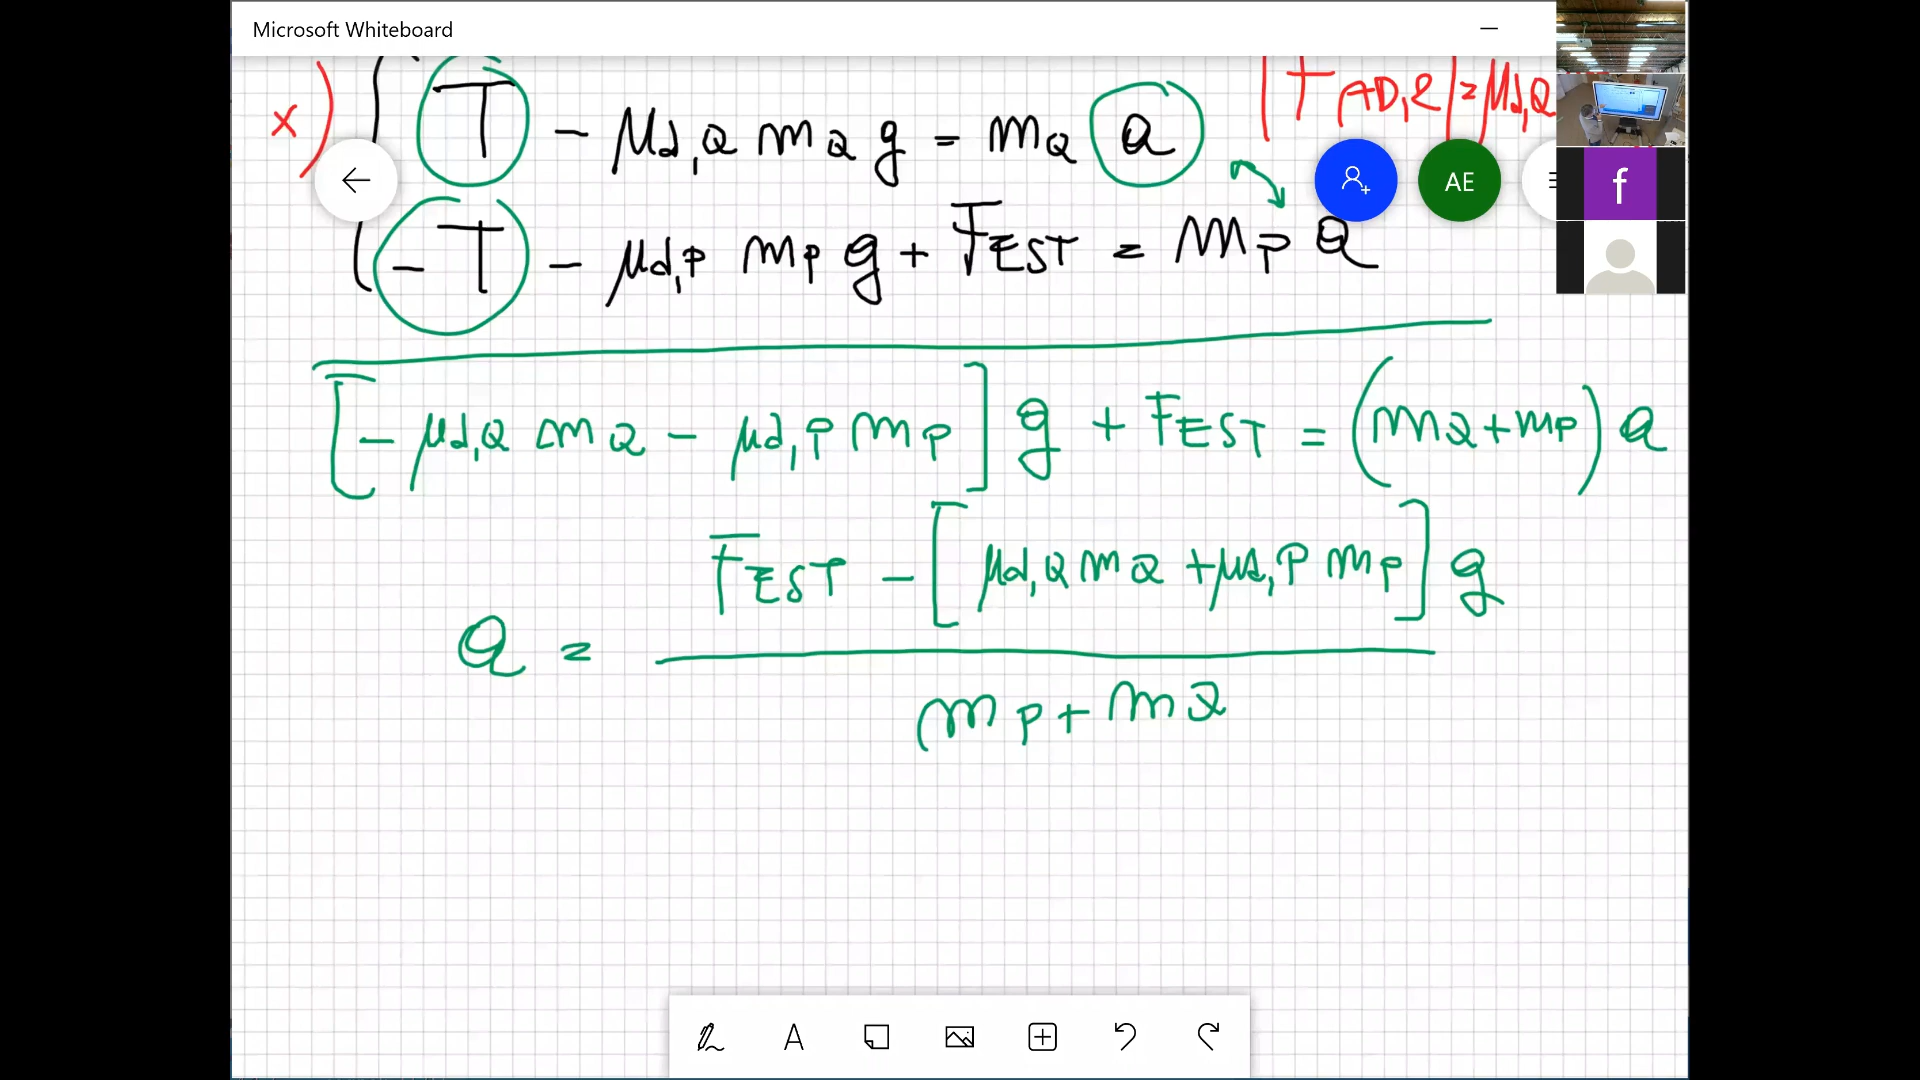 Microsoft Whiteboard
x) T - μd,Q mQ g = mQ a
|F AD,Q| = μd,Q
AE
f
- T - μd,P mP g + FEST = mP a
[- μd,Q mQ - μd,P mP] g + FEST = (mQ + mP) a
FEST - [μd,Q mQ + μd,P mP] g
a =
mP + mQ
A